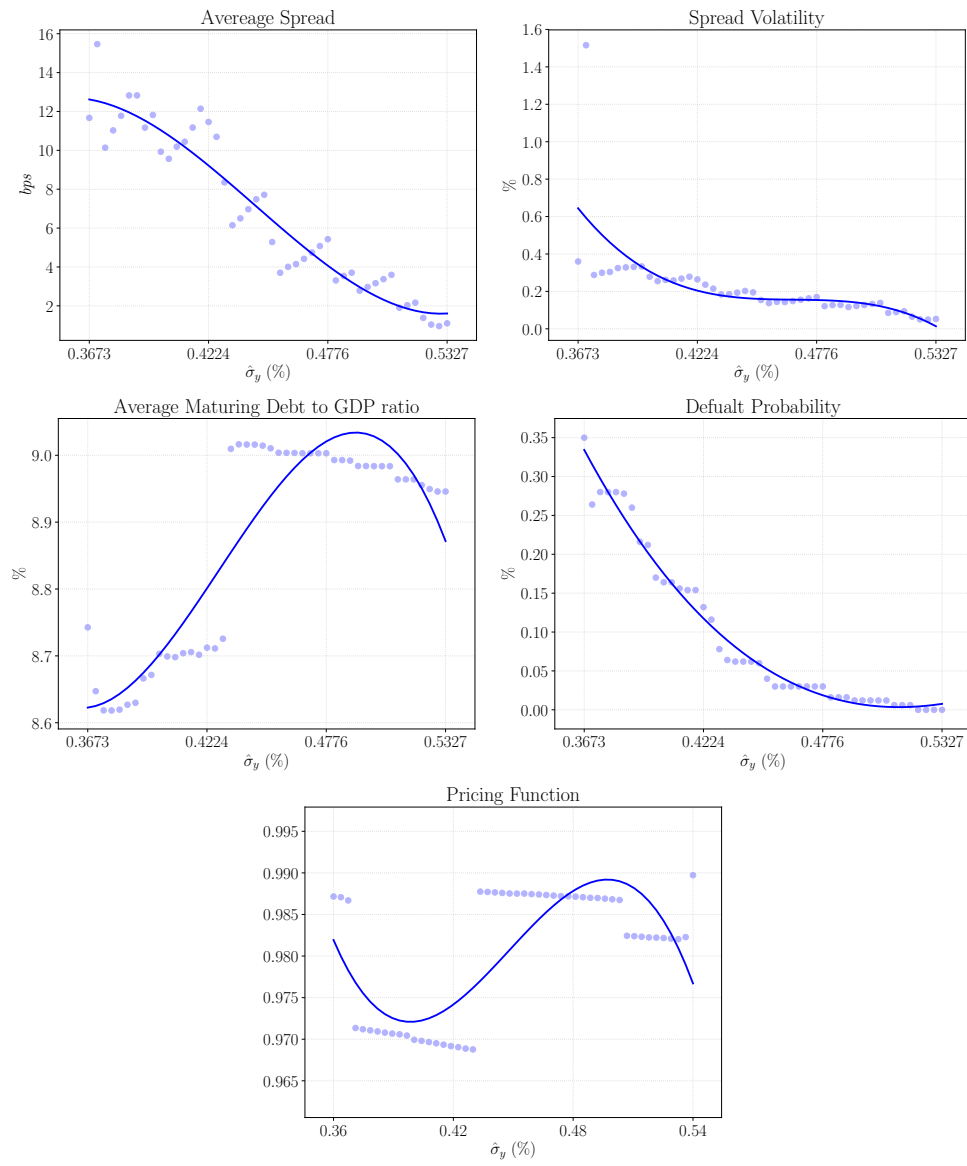 Avereage Spread
16
14
12
10
8
6
4
2
bps
0.3673 0.4224 0.4776 0.5327
σ̂y (%)
Spread Volatility
1.6
1.4
1.2
1.0
0.8
0.6
0.4
0.2
0.0
%
0.3673 0.4224 0.4776 0.5327
σ̂y (%)
Average Maturing Debt to GDP ratio
9.0
8.9
8.8
8.7
8.6
%
0.3673 0.4224 0.4776 0.5327
σ̂y (%)
Defualt Probability
0.35
0.30
0.25
0.20
0.15
0.10
0.05
0.00
%
0.3673 0.4224 0.4776 0.5327
σ̂y (%)
Pricing Function
0.995
0.990
0.985
0.980
0.975
0.970
0.965
0.36 0.42 0.48 0.54
σ̂y (%)